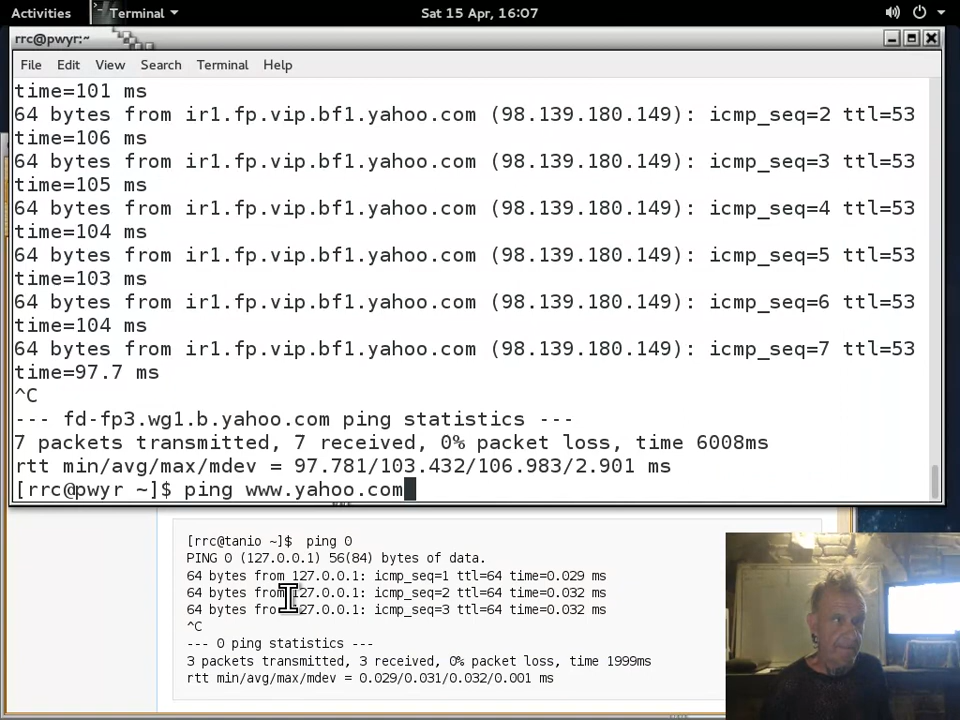 Activities Terminal Sat 15 Apr, 16:07
rrc@pwyr:~
File Edit View Search Terminal Help
time=101 ms
64 bytes from ir1.fp.vip.bf1.yahoo.com (98.139.180.149): icmp_seq=2 ttl=53
time=106 ms
64 bytes from ir1.fp.vip.bf1.yahoo.com (98.139.180.149): icmp_seq=3 ttl=53
time=105 ms
64 bytes from ir1.fp.vip.bf1.yahoo.com (98.139.180.149): icmp_seq=4 ttl=53
time=104 ms
64 bytes from ir1.fp.vip.bf1.yahoo.com (98.139.180.149): icmp_seq=5 ttl=53
time=103 ms
64 bytes from ir1.fp.vip.bf1.yahoo.com (98.139.180.149): icmp_seq=6 ttl=53
time=104 ms
64 bytes from ir1.fp.vip.bf1.yahoo.com (98.139.180.149): icmp_seq=7 ttl=53
time=97.7 ms
^C
--- fd-fp3.wg1.b.yahoo.com ping statistics ---
7 packets transmitted, 7 received, 0% packet loss, time 6008ms
rtt min/avg/max/mdev = 97.781/103.432/106.983/2.901 ms
[rrc@pwyr ~]$ ping www.yahoo.com
[rrc@tanio ~]$ ping 0
PING 0 (127.0.0.1) 56(84) bytes of data.
64 bytes from 127.0.0.1: icmp_seq=1 ttl=64 time=0.029 ms
64 bytes from 127.0.0.1: icmp_seq=2 ttl=64 time=0.032 ms
64 bytes from 127.0.0.1: icmp_seq=3 ttl=64 time=0.032 ms
^C
--- 0 ping statistics ---
3 packets transmitted, 3 received, 0% packet loss, time 1999ms
rtt min/avg/max/mdev = 0.029/0.031/0.032/0.001 ms